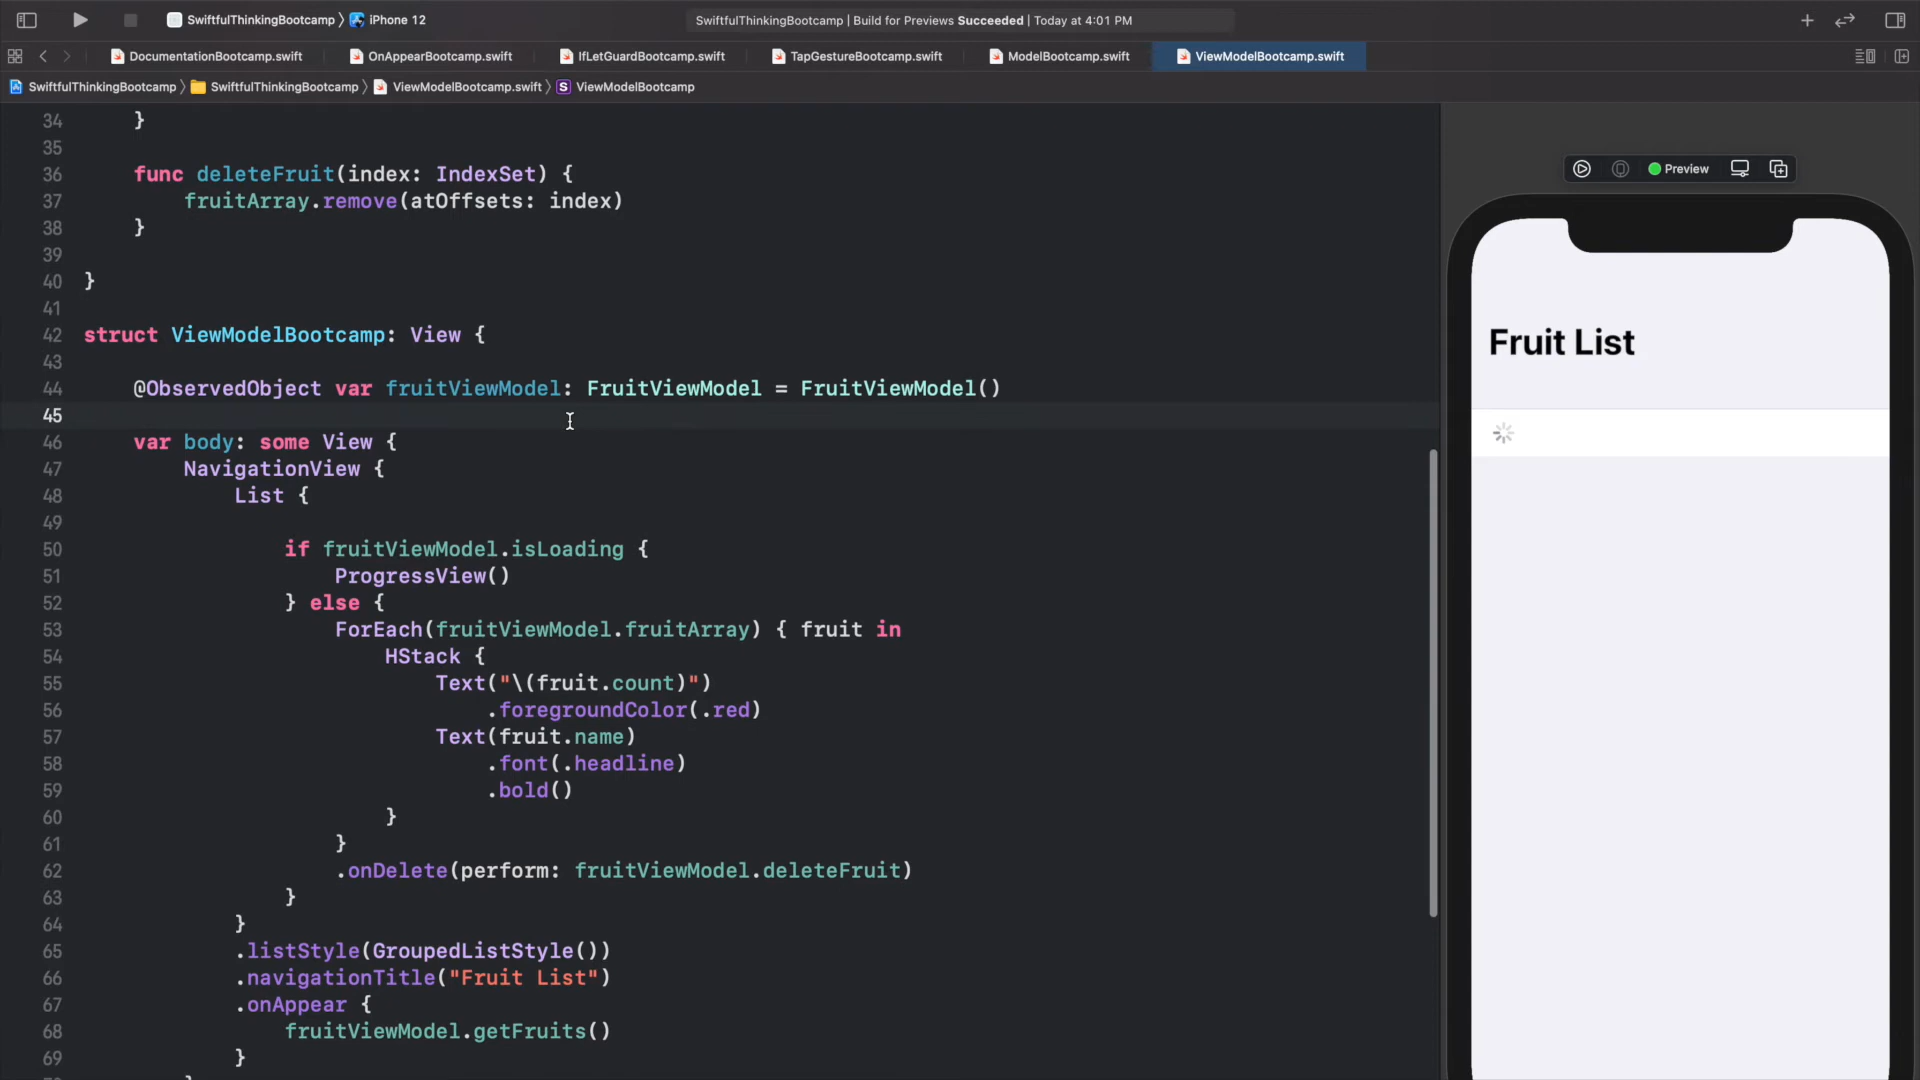 SwiftfulThinkingBootcamp 〉 iPhone 12
SwiftfulThinkingBootcamp | Build for Previews Succeeded | Today at 4:01 PM
DocumentationBootcamp.swift
OnAppearBootcamp.swift
IfLetGuardBootcamp.swift
TapGestureBootcamp.swift
ModelBootcamp.swift
ViewModelBootcamp.swift
SwiftfulThinkingBootcamp 〉 SwiftfulThinkingBootcamp 〉 ViewModelBootcamp.swift 〉 S ViewModelBootcamp
34 }
35
36 func deleteFruit(index: IndexSet) {
37 fruitArray.remove(atOffsets: index)
38 }
39
40 }
41
42 struct ViewModelBootcamp: View {
43
44 @ObservedObject var fruitViewModel: FruitViewModel = FruitViewModel()
45
46 var body: some View {
47 NavigationView {
48 List {
49
50 if fruitViewModel.isLoading {
51 ProgressView()
52 } else {
53 ForEach(fruitViewModel.fruitArray) { fruit in
54 HStack {
55 Text("\(fruit.count)")
56 .foregroundColor(.red)
57 Text(fruit.name)
58 .font(.headline)
59 .bold()
60 }
61 }
62 .onDelete(perform: fruitViewModel.deleteFruit)
63 }
64 }
65 .listStyle(GroupedListStyle())
66 .navigationTitle("Fruit List")
67 .onAppear {
68 fruitViewModel.getFruits()
69 }
Preview
Fruit List